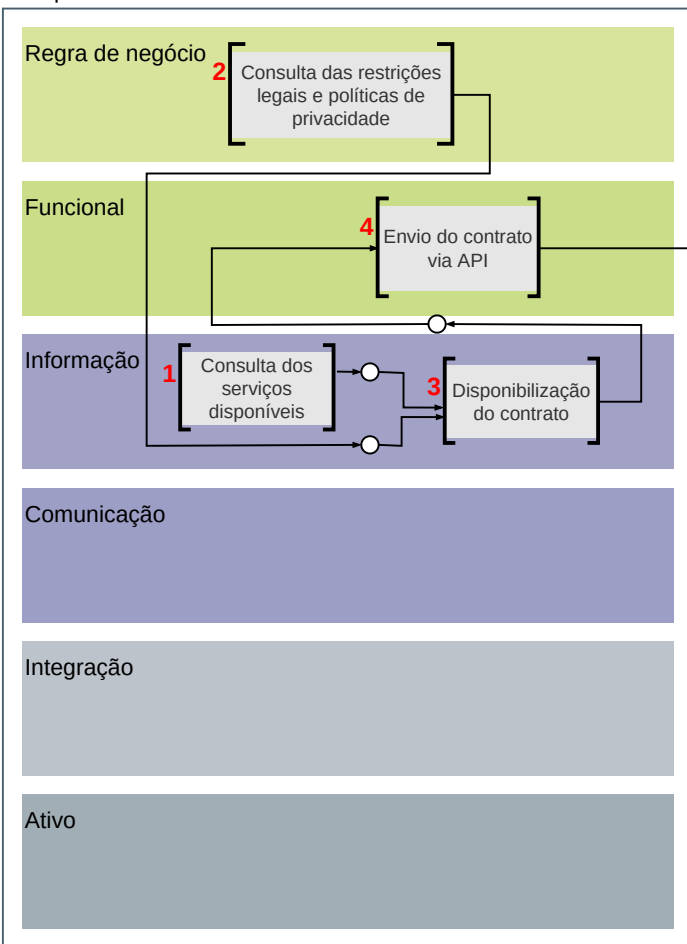 Regra de negócio
2
Consulta das restrições
legais e políticas de
privacidade
Funcional
4
Envio do contrato
via API
Informação
1
Consulta dos
serviços
disponíveis
3
Disponibilização
do contrato
Comunicação
Integração
Ativo